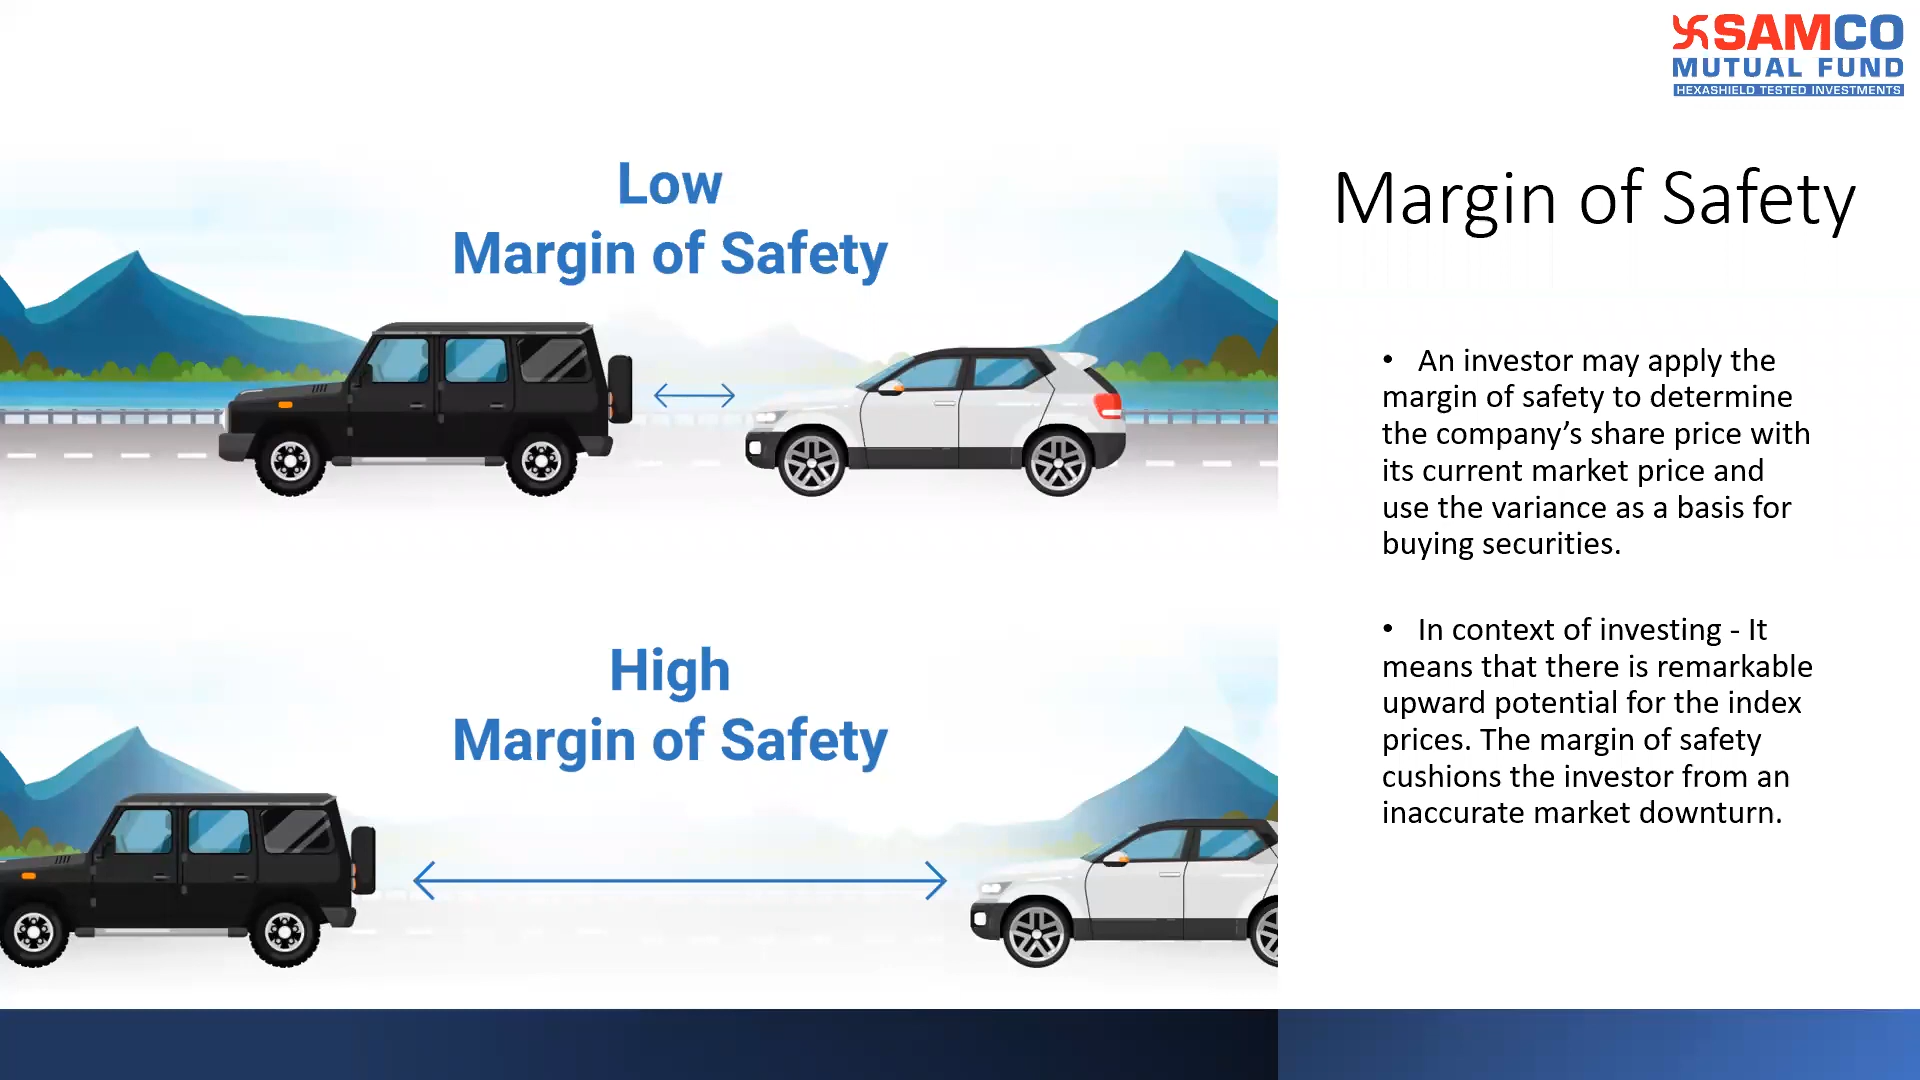 SAMCO
MUTUAL FUND
HEXASHIELD TESTED INVESTMENTS
Low
Margin of Safety
High
Margin of Safety
Margin of Safety
• An investor may apply the
margin of safety to determine
the company’s share price with
its current market price and
use the variance as a basis for
buying securities.
• In context of investing - It
means that there is remarkable
upward potential for the index
prices. The margin of safety
cushions the investor from an
inaccurate market downturn.